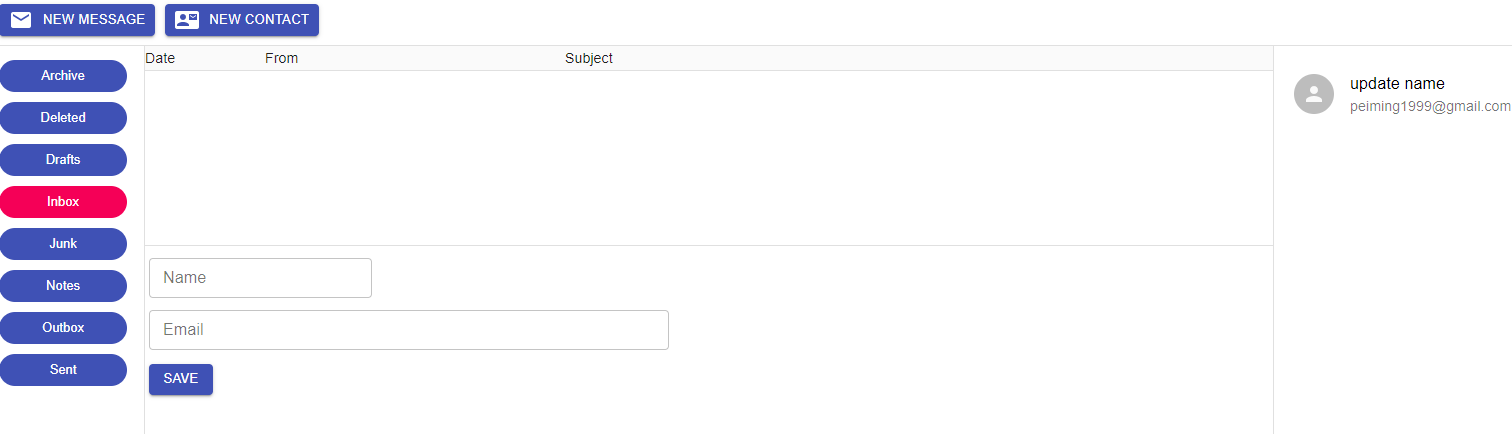 NEW MESSAGE NEW CONTACT
Date From Subject
Archive
Deleted
Drafts
Inbox
Junk
Notes
Outbox
Sent
Name
Email
SAVE
update name
peiming1999@gmail.com